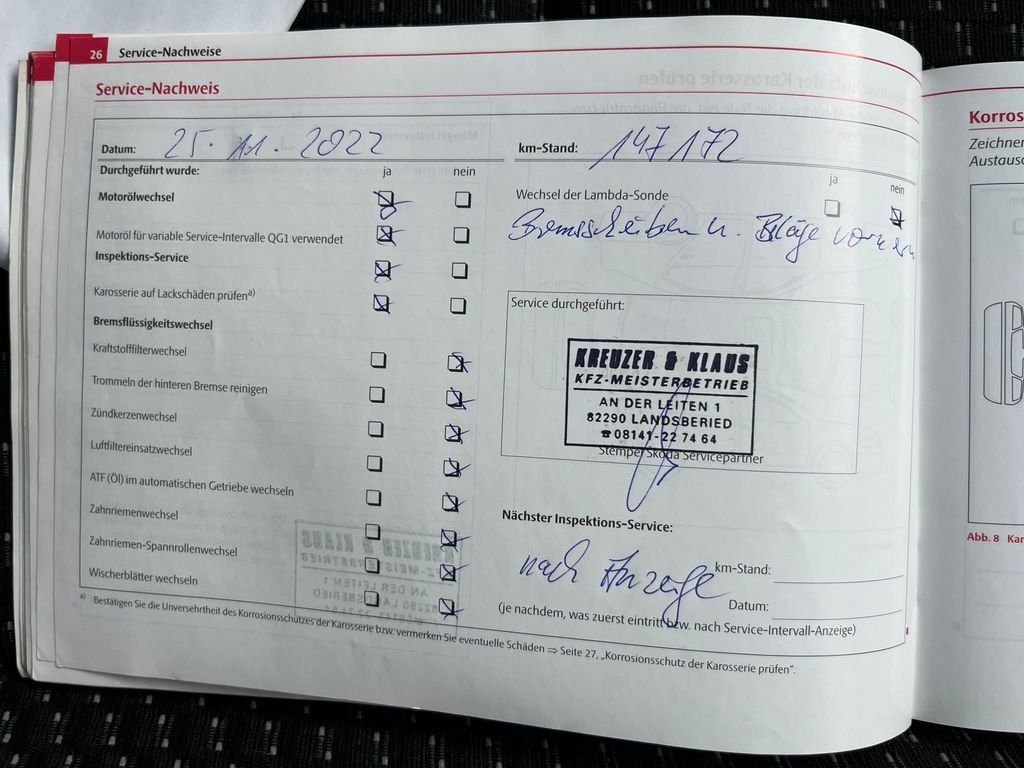 26 Service-Nachweise
Service-Nachweis
Datum: 25.11.2022
km-Stand: 147172
Durchgeführt wurde: ja nein
Motorölwechsel
Motoröl für variable Service-Intervalle QG1 verwendet
Inspektions-Service
Karosserie auf Lackschäden prüfen a)
Bremsflüssigkeitswechsel
Kraftstofffilterwechsel
Trommeln der hinteren Bremse reinigen
Zündkerzenwechsel
Luftfiltereinsatzwechsel
ATF (Öl) im automatischen Getriebe wechseln
Zahnriemenwechsel
Zahnriemen-Spannrollenwechsel
Wischerblätter wechseln
ja nein
Wechsel der Lambda-Sonde
Bremsscheiben u. Beläge vorn
Service durchgeführt:
KREUZER & KLAUS
KFZ-MEISTERBETRIEB
AN DER LEITEN 1
82290 LANDSBERIED
☎ 08141-22 74 64
Stempel Škoda Servicepartner
Nächster Inspektions-Service:
nach Anzeige
km-Stand:
Datum:
(je nachdem, was zuerst eintritt bzw. nach Service-Intervall-Anzeige)
a) Bestätigen Sie die Unversehrtheit des Korrosionsschutzes der Karosserie bzw. vermerken Sie eventuelle Schäden ⇒ Seite 27, „Korrosionsschutz der Karosserie prüfen“.
Korros
Zeichner
Austausc
Abb. 8 Kar